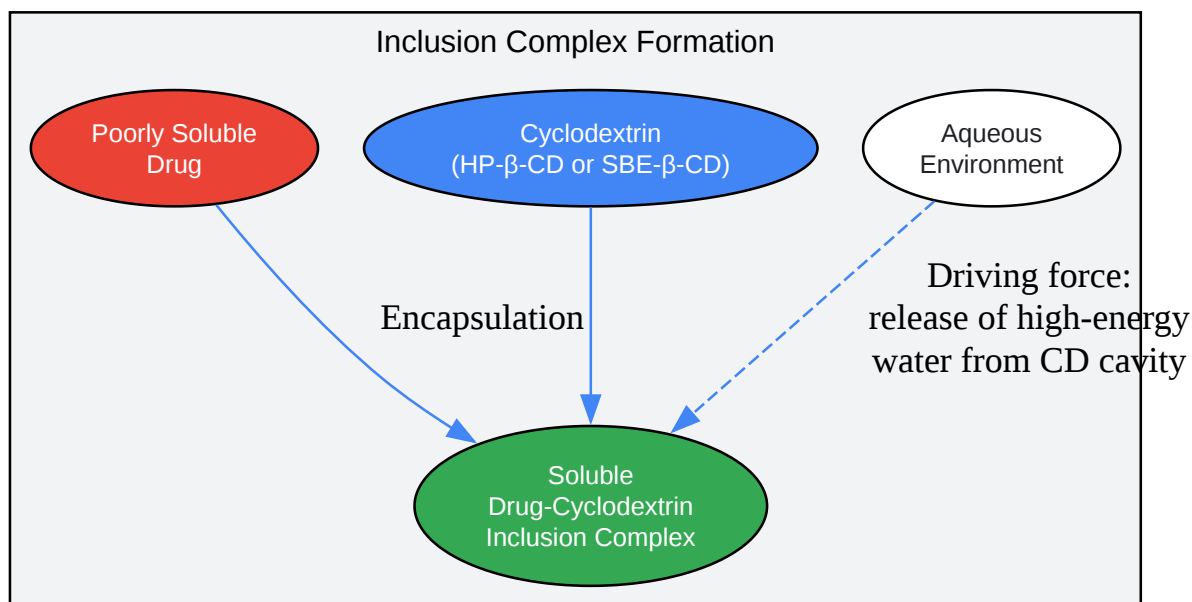 Inclusion Complex Formation
Poorly Soluble
Drug
Cyclodextrin
(HP-β-CD or SBE-β-CD)
Aqueous
Environment
Encapsulation
Driving force:
release of high-energy
water from CD cavity
Soluble
Drug-Cyclodextrin
Inclusion Complex